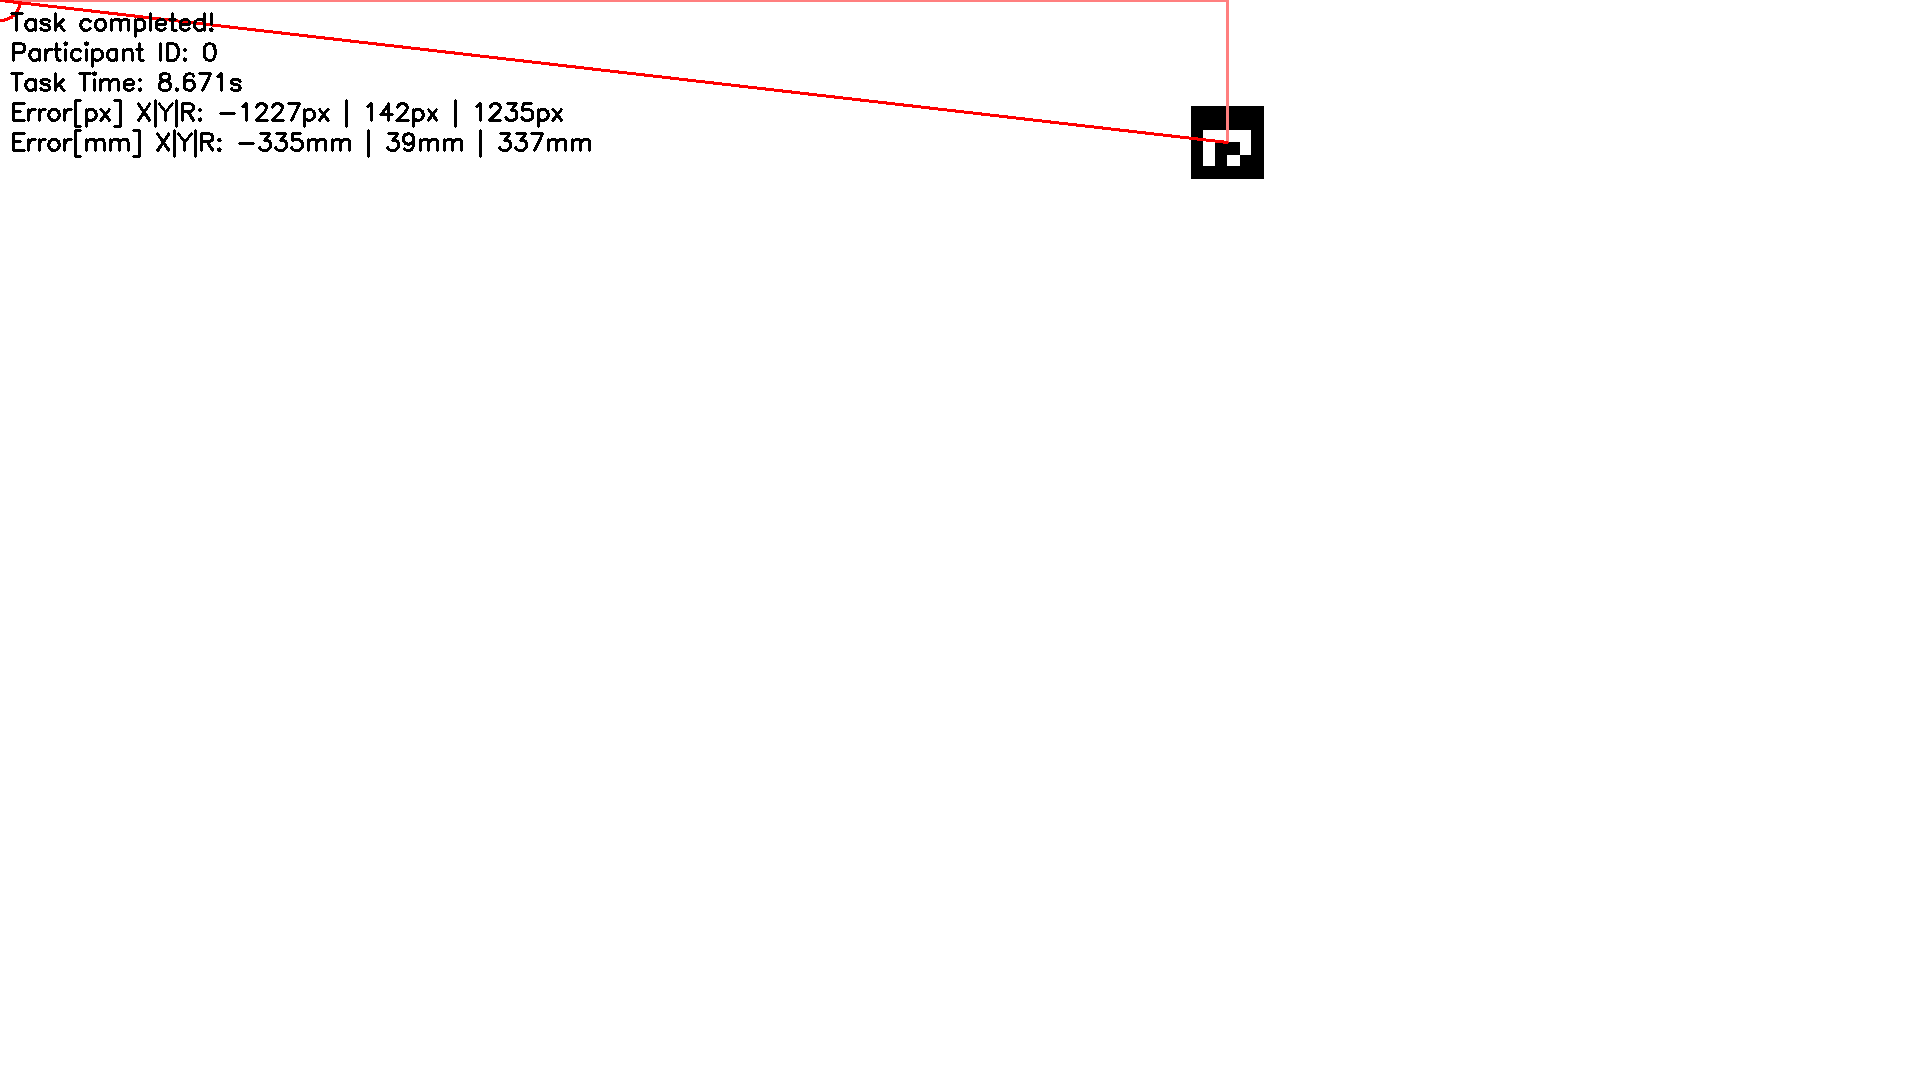 Task completed!
Participant ID: 0
Task Time: 8.671s
Error[px] X|Y|R: -1227px | 142px | 1235px
Error[mm] X|Y|R: -335mm | 39mm | 337mm